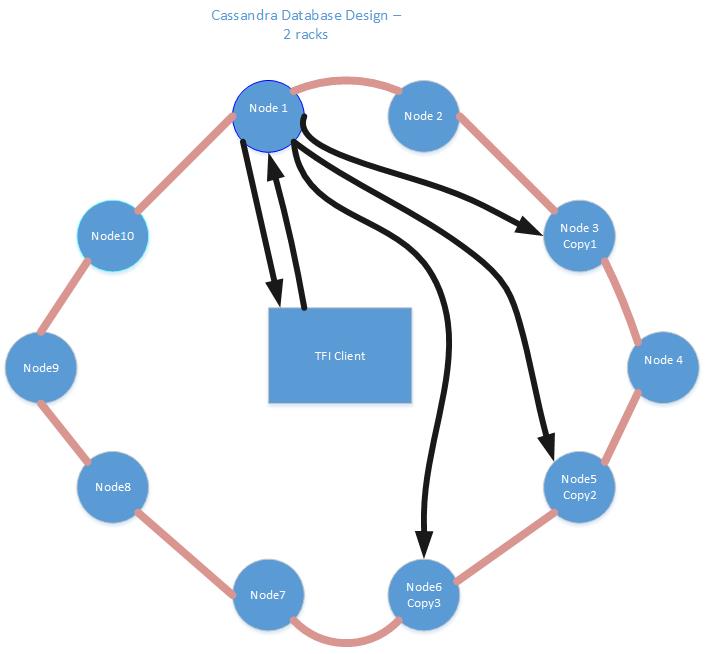 Cassandra Database Design –
2 racks
Node 1
Node 2
Node10
Node 3
Copy1
TFI Client
Node9
Node 4
Node8
Node5
Copy2
Node7
Node6
Copy3